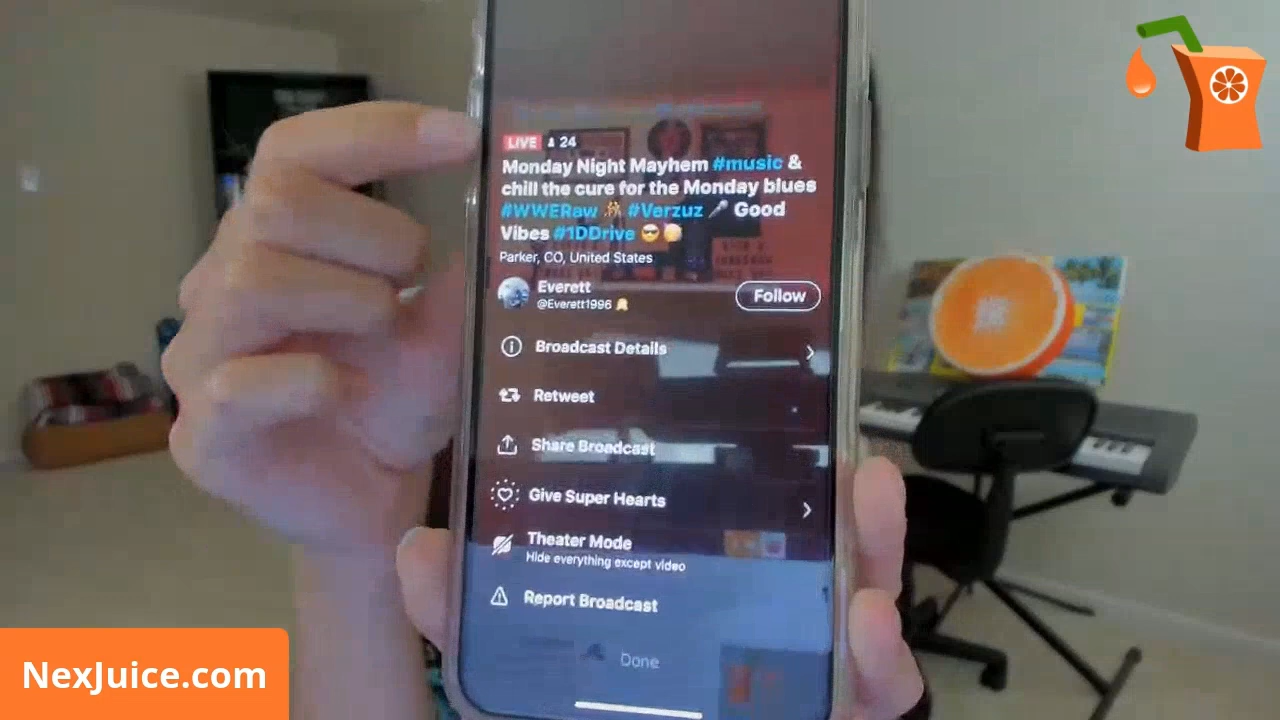 LIVE 24
Monday Night Mayhem #music &
chill the cure for the Monday blues
#WWERaw 🤼 #Verzuz 🎤 Good
Vibes #1DDrive 😎
Parker, CO, United States
Everett
@Everett1996
Follow
Broadcast Details
Retweet
Share Broadcast
Give Super Hearts
Theater Mode
Hide everything except video
Report Broadcast
Done
NexJuice.com